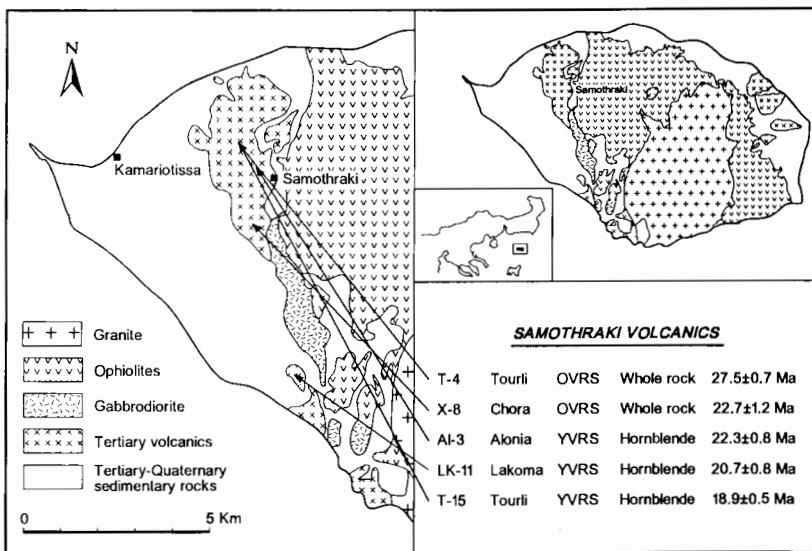 N
Kamariotissa
Samothraki
Granite
Ophiolites
Gabbrodiorite
Tertiary volcanics
Tertiary-Quaternary
sedimentary rocks
0 5 Km
Samothraki
SAMOTHRAKI VOLCANICS
T-4 Tourli OVRS Whole rock 27.5±0.7 Ma
X-8 Chora OVRS Whole rock 22.7±1.2 Ma
Al-3 Alonia YVRS Hornblende 22.3±0.8 Ma
LK-11 Lakoma YVRS Hornblende 20.7±0.8 Ma
T-15 Tourli YVRS Hornblende 18.9±0.5 Ma